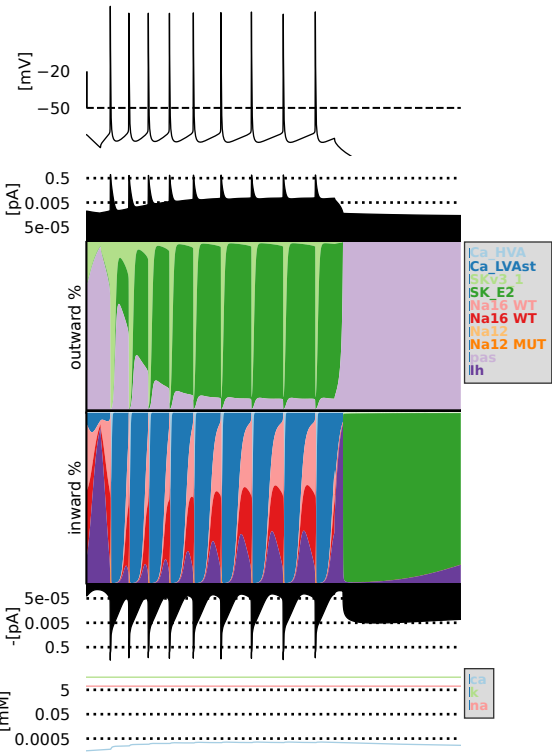 [mV]
−20
−50
[pA]
0.5
0.005
5e-05
outward %
Ca_HVA
Ca_LVAst
SKv3_1
SK_E2
Na16 WT
Na16 WT
Na12
Na12 MUT
pas
Ih
inward %
-[pA]
5e-05
0.005
0.5
[mM]
5
0.05
0.0005
ca
k
na